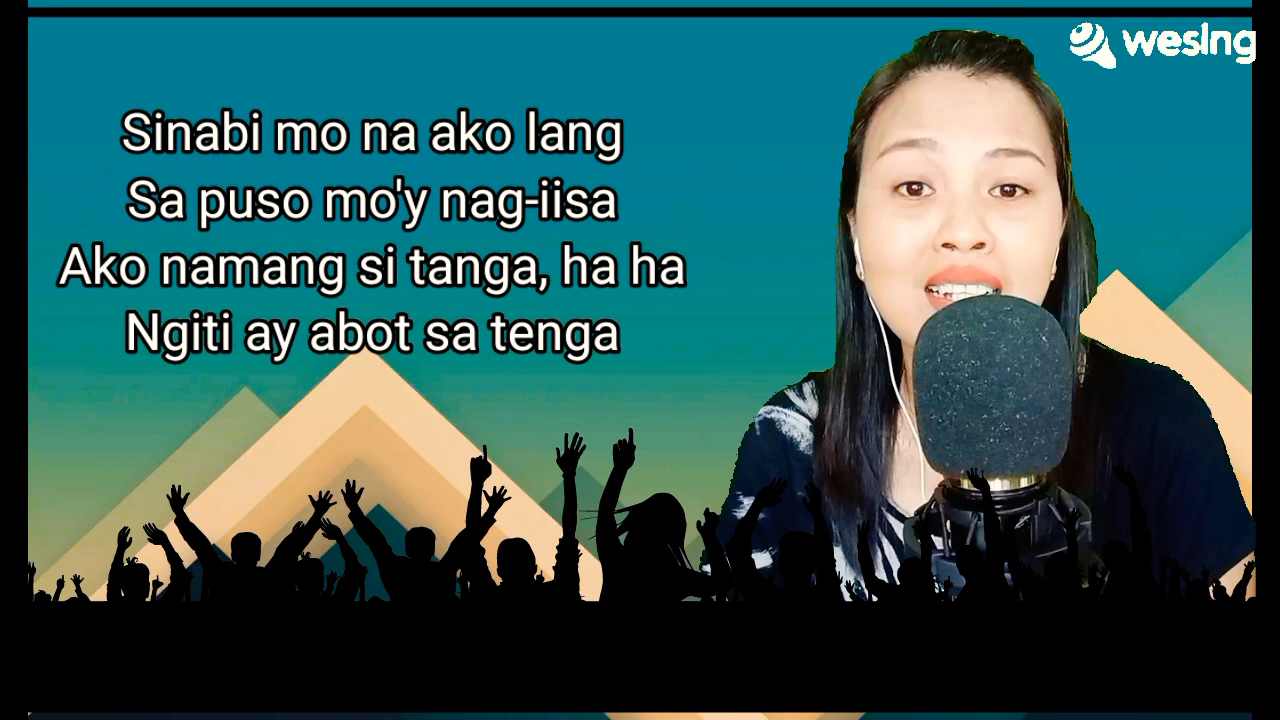 wesing
Sinabi mo na ako lang
Sa puso mo'y nag-iisa
Ako namang si tanga, ha ha
Ngiti ay abot sa tenga